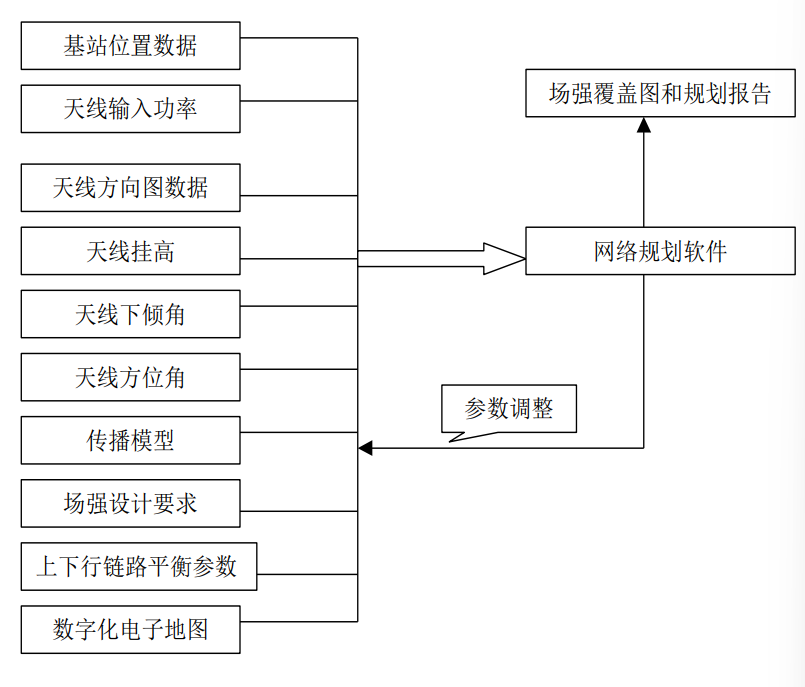 基站位置数据
天线输入功率
天线方向图数据
天线挂高
天线下倾角
天线方位角
传播模型
场强设计要求
上下行链路平衡参数
数字化电子地图
场强覆盖图和规划报告
网络规划软件
参数调整